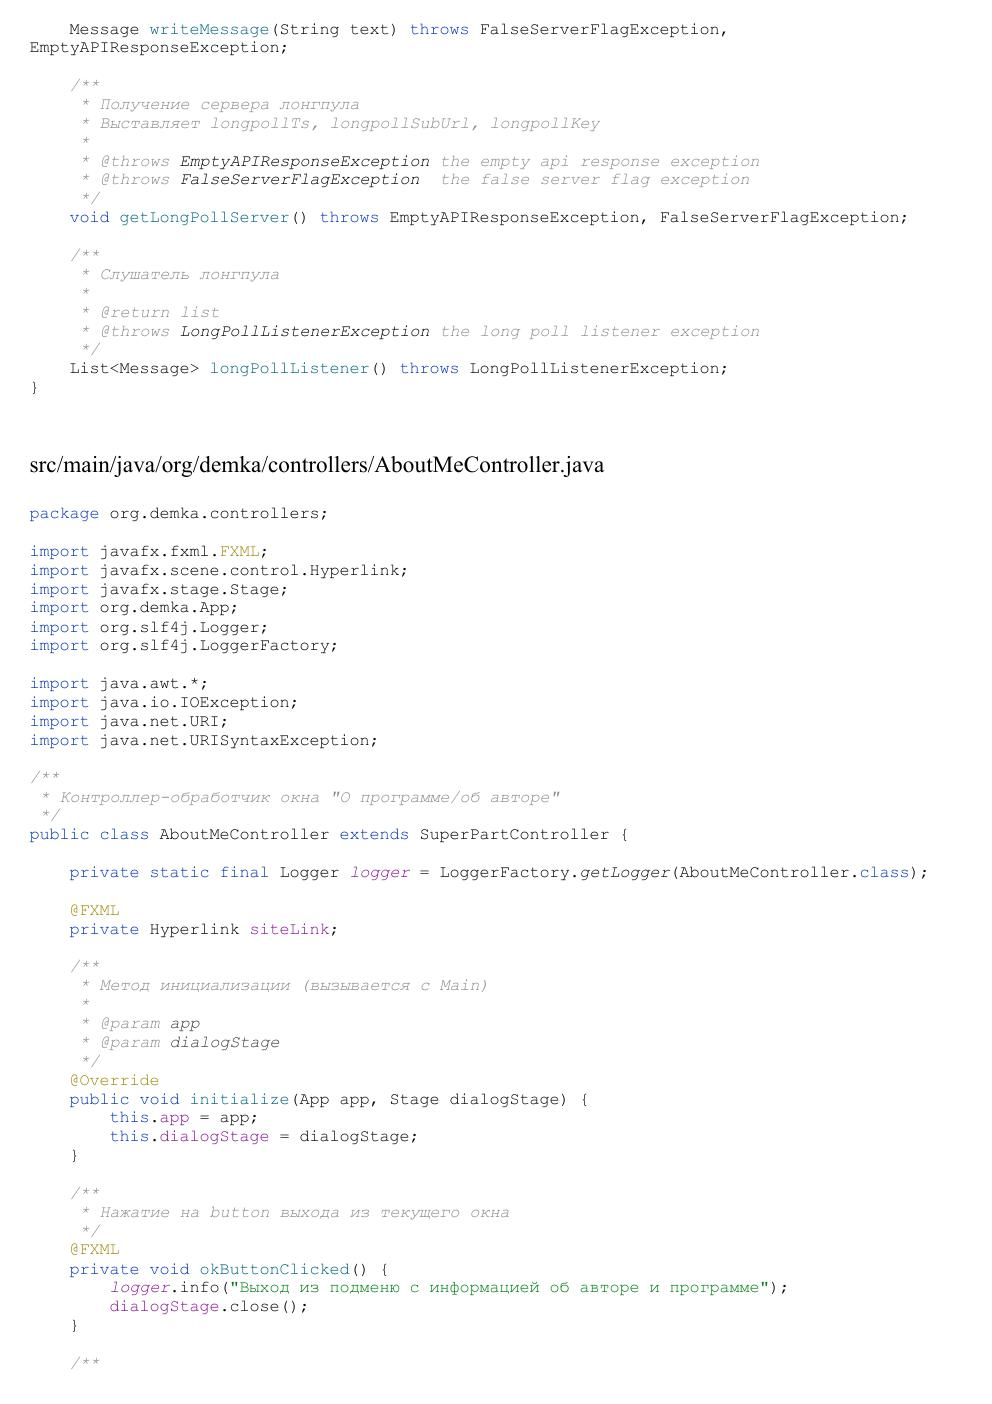 Message writeMessage(String text) throws FalseServerFlagException,
EmptyAPIResponseException;

    /**
     * Получение сервера лонгпула
     * Выставляет longpollTs, longpollSubUrl, longpollKey
     *
     * @throws EmptyAPIResponseException the empty api response exception
     * @throws FalseServerFlagException  the false server flag exception
     */
    void getLongPollServer() throws EmptyAPIResponseException, FalseServerFlagException;

    /**
     * Слушатель лонгпула
     *
     * @return list
     * @throws LongPollListenerException the long poll listener exception
     */
    List<Message> longPollListener() throws LongPollListenerException;
}

src/main/java/org/demka/controllers/AboutMeController.java

package org.demka.controllers;

import javafx.fxml.FXML;
import javafx.scene.control.Hyperlink;
import javafx.stage.Stage;
import org.demka.App;
import org.slf4j.Logger;
import org.slf4j.LoggerFactory;

import java.awt.*;
import java.io.IOException;
import java.net.URI;
import java.net.URISyntaxException;

/**
 * Контроллер-обработчик окна "О программе/об авторе"
 */
public class AboutMeController extends SuperPartController {

    private static final Logger logger = LoggerFactory.getLogger(AboutMeController.class);

    @FXML
    private Hyperlink siteLink;

    /**
     * Метод инициализации (вызывается с Main)
     *
     * @param app
     * @param dialogStage
     */
    @Override
    public void initialize(App app, Stage dialogStage) {
        this.app = app;
        this.dialogStage = dialogStage;
    }

    /**
     * Нажатие на button выхода из текущего окна
     */
    @FXML
    private void okButtonClicked() {
        logger.info("Выход из подменю с информацией об авторе и программе");
        dialogStage.close();
    }

    /**